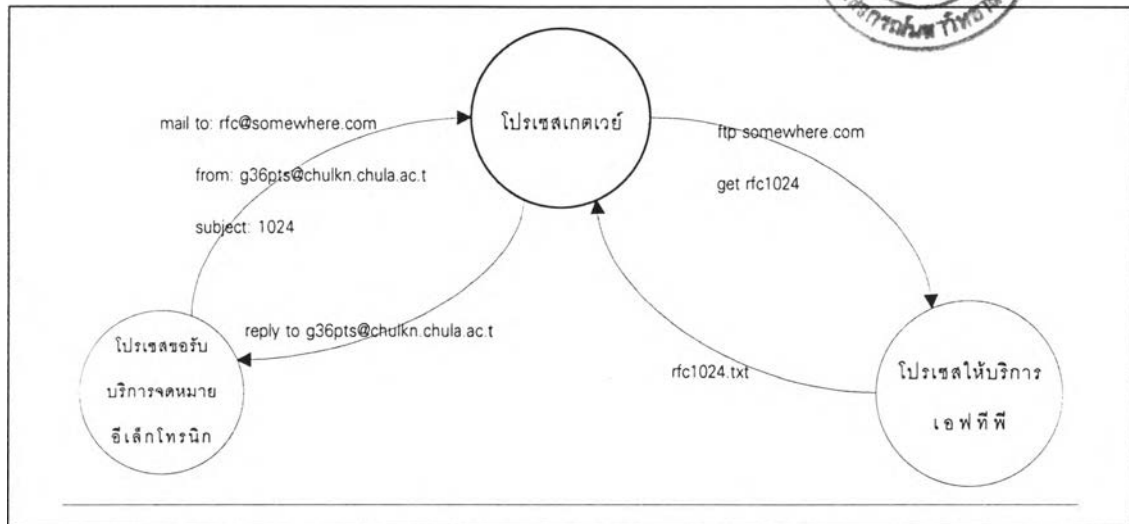 โปรเซสเกตเวย์
mail to: rfc@somewhere.com
from: g36pts@chulkn.chula.ac.t
subject: 1024
ftp somewhere.com
get rfc1024
reply to g36pts@chulkn.chula.ac.t
rfc1024.txt
โปรเซสขอรับ
บริการจดหมาย
อีเล็กโทรนิก
โปรเซสให้บริการ
เอฟทีพี